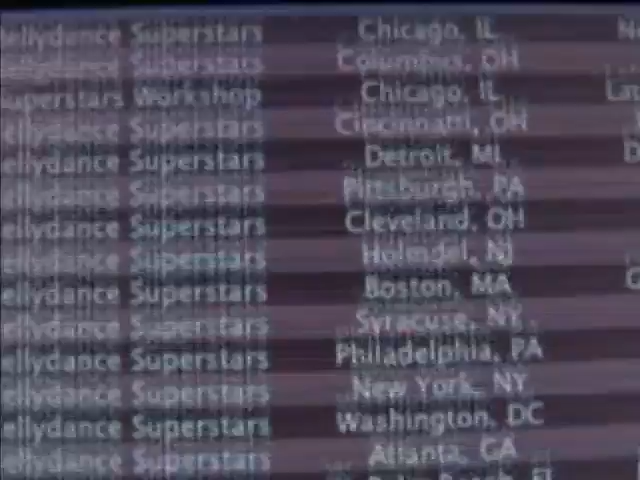 ellydance Superstars Chicago, IL
ellydance Superstars Columbus, OH
uperstars Workshop Chicago, IL
ellydance Superstars Cincinnati, OH
ellydance Superstars Detroit, MI
ellydance Superstars Pittsburgh, PA
ellydance Superstars Cleveland, OH
ellydance Superstars Holmdel, NJ
ellydance Superstars Boston, MA
ellydance Superstars Syracuse, NY
ellydance Superstars Philadelphia, PA
ellydance Superstars New York, NY
ellydance Superstars Washington, DC
ellydance Superstars Atlanta, GA